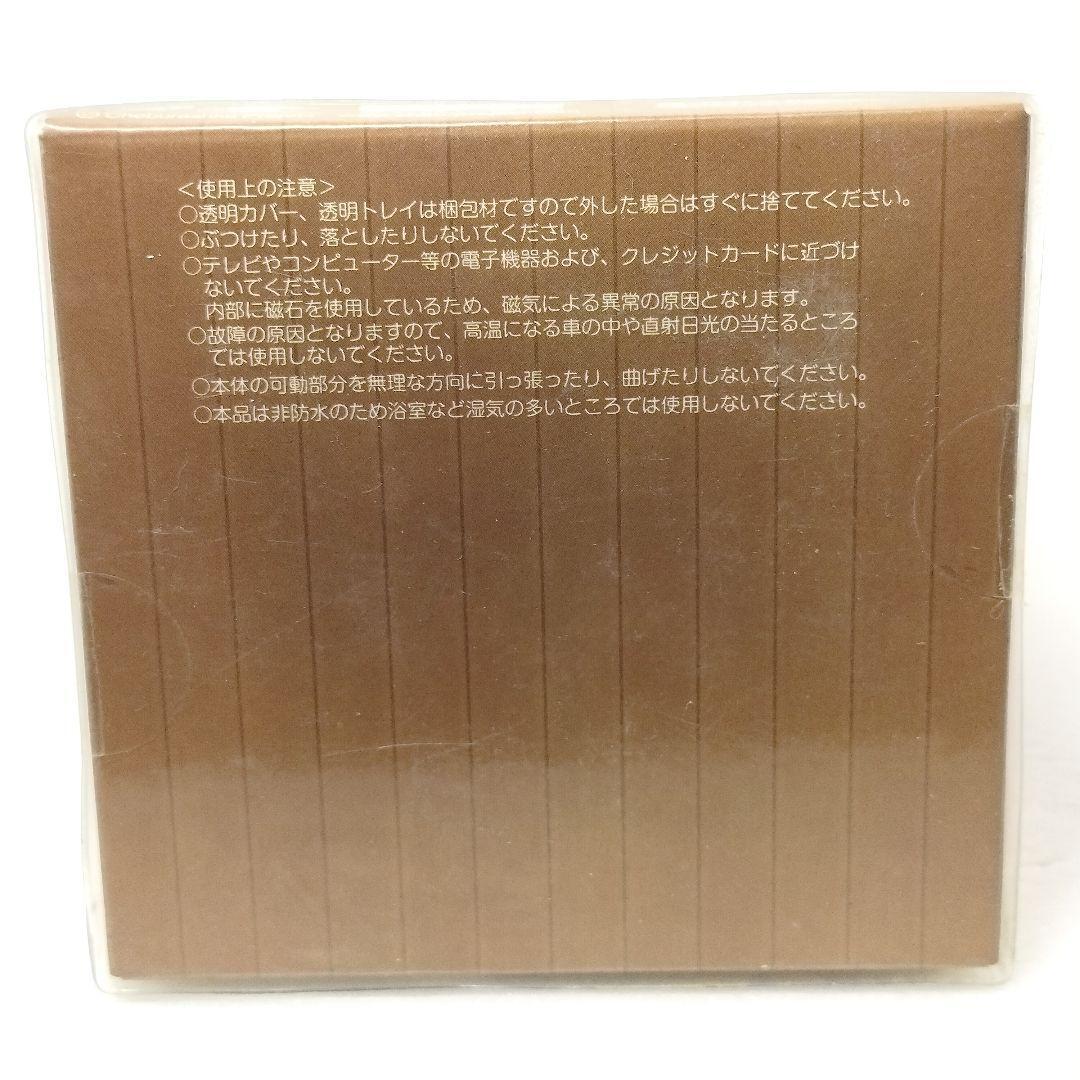 <使用上の注意>
○透明カバー、透明トレイは梱包材ですので外した場合はすぐに捨ててください。
○ぶつけたり、落としたりしないでください。
○テレビやコンピューター等の電子機器および、クレジットカードに近づけ
ないでください。
内部に磁石を使用しているため、磁気による異常の原因となります。
○故障の原因となりますので、高温になる車の中や直射日光の当たるところ
では使用しないでください。
○本体の可動部分を無理な方向に引っ張ったり、曲げたりしないでください。
○本品は非防水のため浴室など湿気の多いところでは使用しないでください。